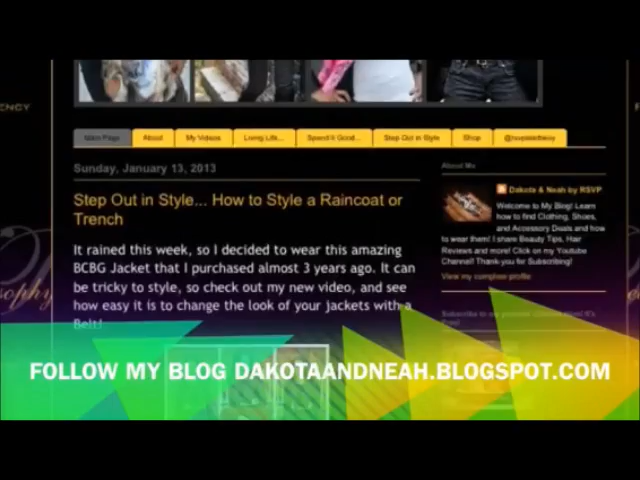 ENCY
Main Page
About
My Videos
Living Life...
Spend It Good...
Step Out in Style
Shop
Sunday, January 13, 2013
Step Out in Style... How to Style a Raincoat or
Trench
It rained this week, so I decided to wear this amazing
BCBG Jacket that I purchased almost 3 years ago. It can
be tricky to style, so check out my new video, and see
how easy it is to change the look of your jackets with a
Belt!
About Me
Dakota & Neah by RSVP
Welcome to My Blog! Learn
how to find Clothing, Shoes,
and Accessory Deals and how
to wear them! I share Beauty Tips, Hair
Reviews and more! Click on my Youtube
Channel! Thank you for Subscribing!
View my complete profile
Subscribe to
osophy
FOLLOW MY BLOG DAKOTAANDNEAH.BLOGSPOT.COM